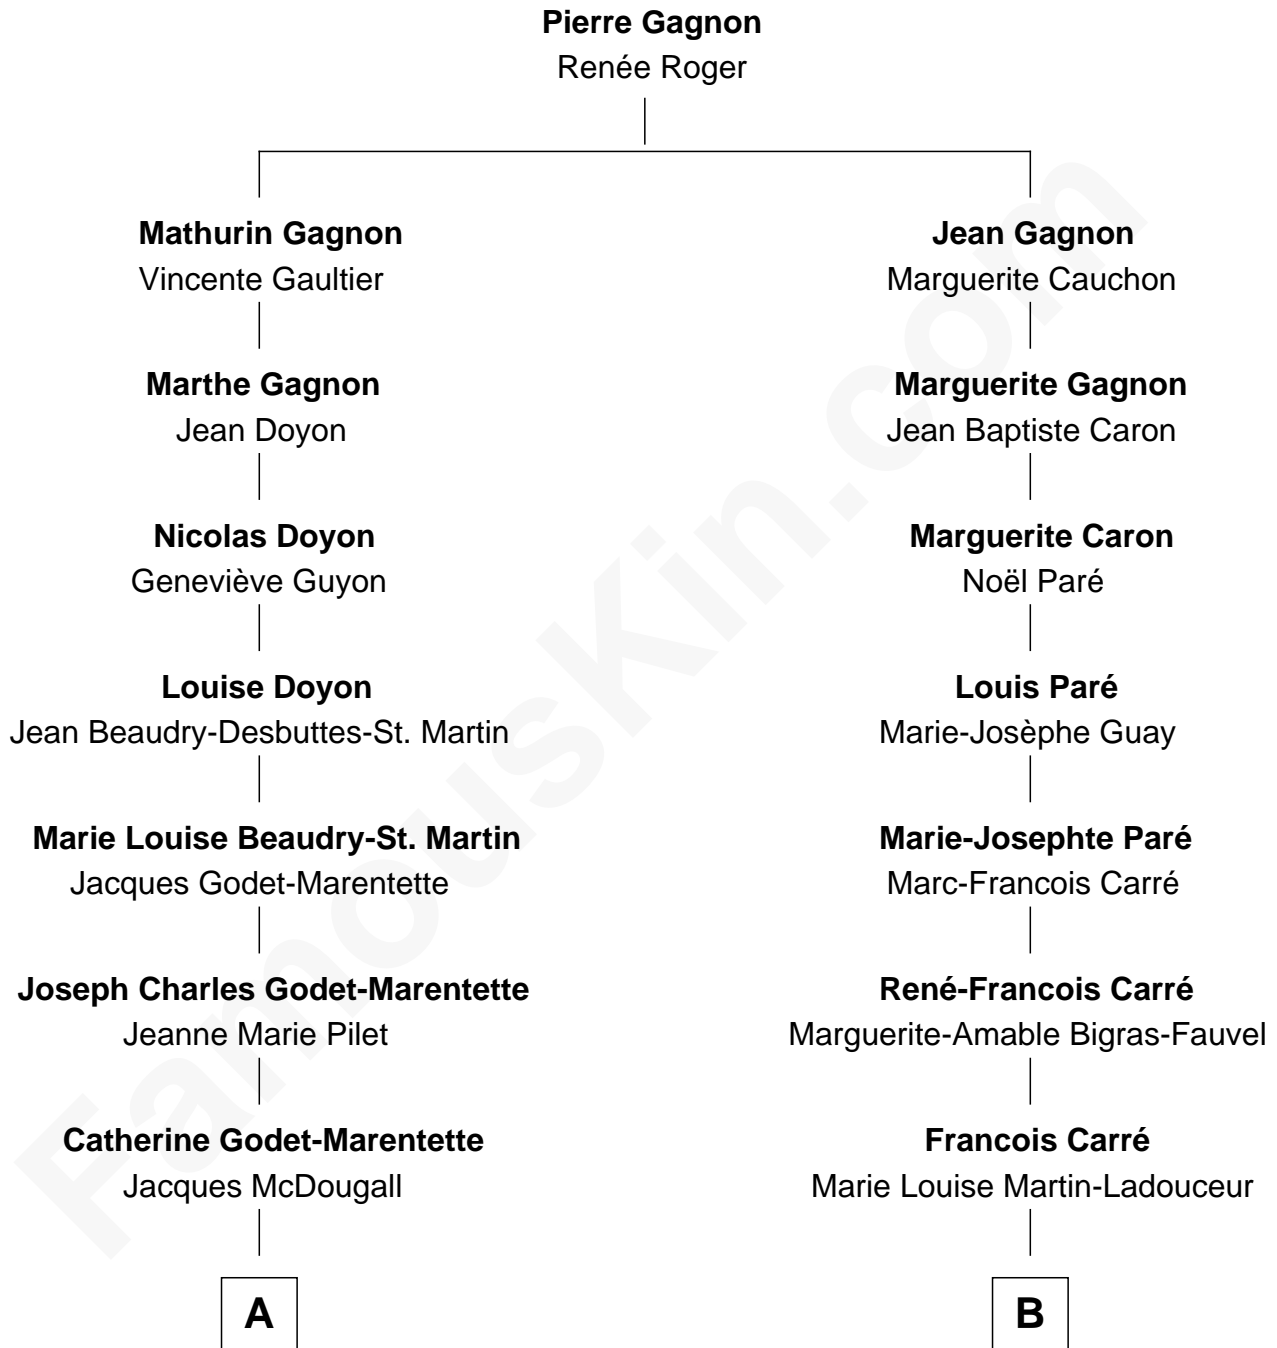 Pierre Gagnon
Renée Roger
Mathurin Gagnon
Vincente Gaultier
Jean Gagnon
Marguerite Cauchon
Marthe Gagnon
Jean Doyon
Marguerite Gagnon
Jean Baptiste Caron
Nicolas Doyon
Geneviève Guyon
Marguerite Caron
Noël Paré
Louise Doyon
Jean Beaudry-Desbuttes-St. Martin
Louis Paré
Marie-Josèphe Guay
Marie Louise Beaudry-St. Martin
Jacques Godet-Marentette
Marie-Josephte Paré
Marc-Francois Carré
Joseph Charles Godet-Marentette
Jeanne Marie Pilet
René-Francois Carré
Marguerite-Amable Bigras-Fauvel
Catherine Godet-Marentette
Jacques McDougall
Francois Carré
Marie Louise Martin-Ladouceur
A
B
FamousKin.com